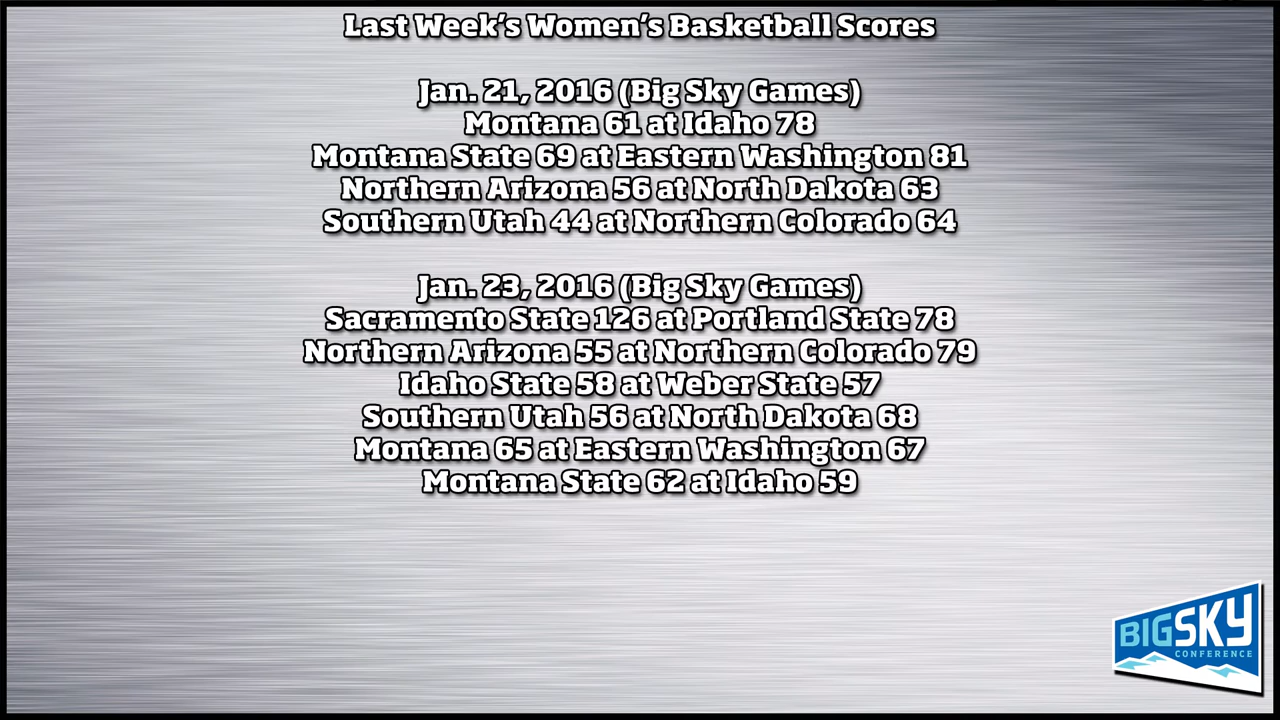 Last Week's Women's Basketball Scores
Jan. 21, 2016 (Big Sky Games)
Montana 61 at Idaho 78
Montana State 69 at Eastern Washington 81
Northern Arizona 56 at North Dakota 63
Southern Utah 44 at Northern Colorado 64
Jan. 23, 2016 (Big Sky Games)
Sacramento State 126 at Portland State 78
Northern Arizona 55 at Northern Colorado 79
Idaho State 58 at Weber State 57
Southern Utah 56 at North Dakota 68
Montana 65 at Eastern Washington 67
Montana State 62 at Idaho 59
BIGSKY
CONFERENCE